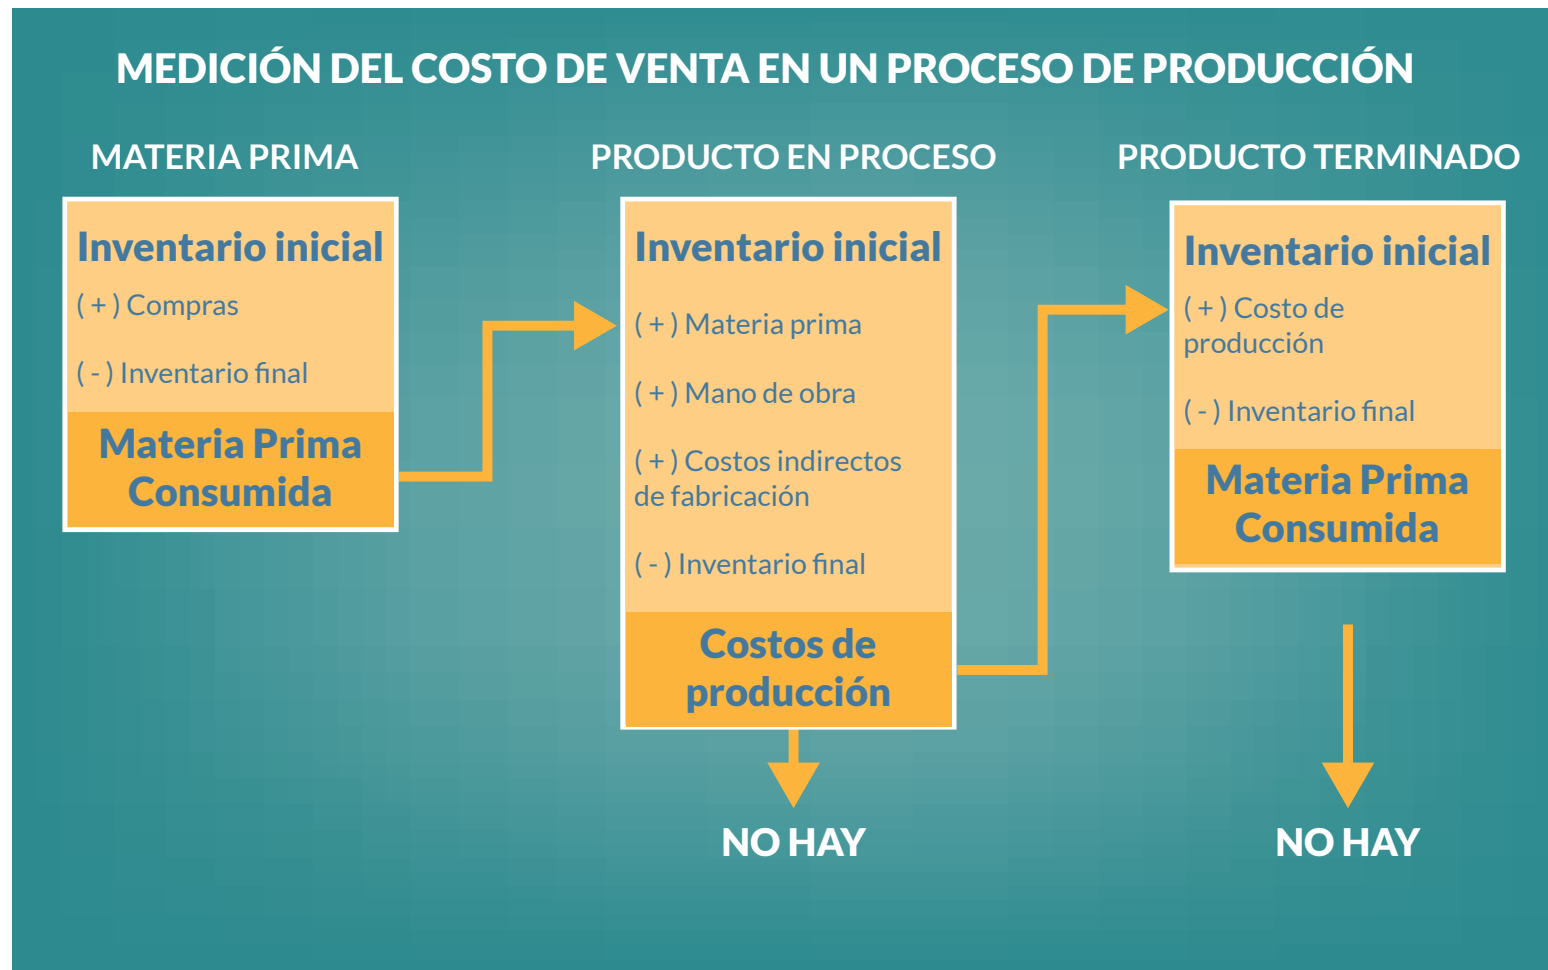 MEDICIÓN DEL COSTO DE VENTA EN UN PROCESO DE PRODUCCIÓN
MATERIA PRIMA
Inventario inicial
( + ) Compras
( - ) Inventario final
Materia Prima
Consumida
PRODUCTO EN PROCESO
Inventario inicial
( + ) Materia prima
( + ) Mano de obra
( + ) Costos indirectos
de fabricación
( - ) Inventario final
Costos de
producción
NO HAY
PRODUCTO TERMINADO
Inventario inicial
( + ) Costo de
producción
( - ) Inventario final
Materia Prima
Consumida
NO HAY